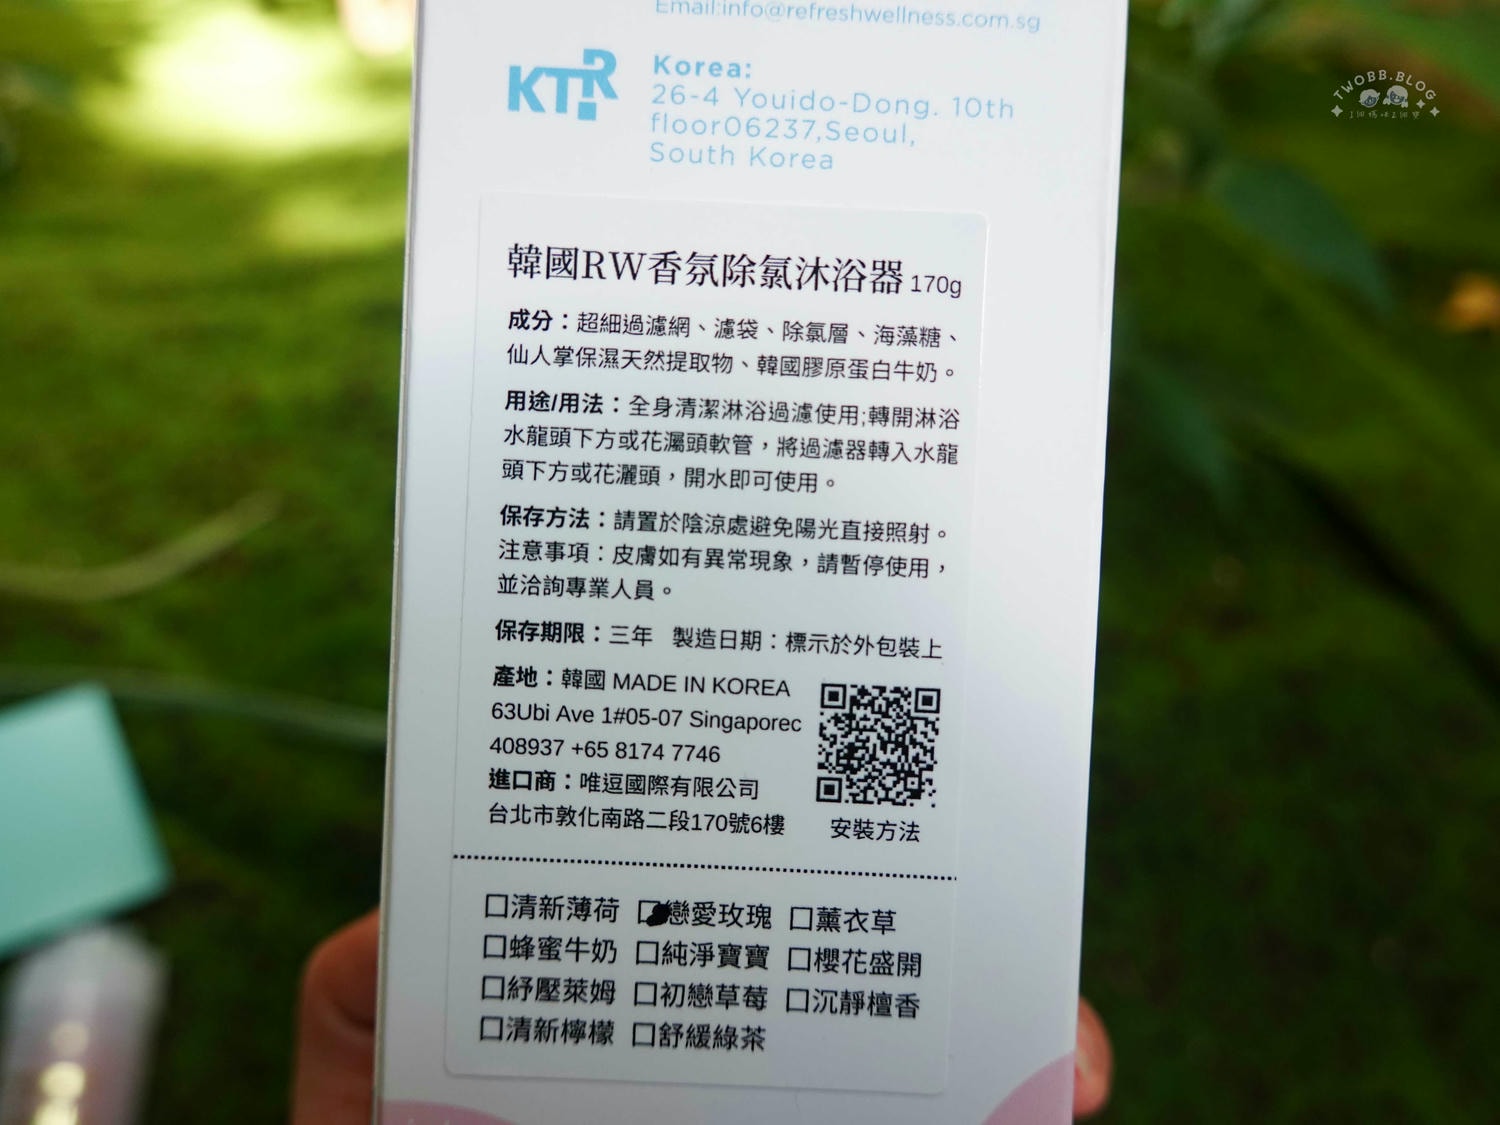 Email:info@refreshwellness.com.sg
KTR
Korea:
26-4 Youido-Dong. 10th
floor06237,Seoul,
South Korea
TWOBB.BLOG
韓國RW香氛除氯沐浴器 170g
成分：超細過濾網、濾袋、除氯層、海藻糖、
仙人掌保濕天然提取物、韓國膠原蛋白牛奶。
用途/用法：全身清潔淋浴過濾使用;轉開淋浴
水龍頭下方或花灑頭軟管，將過濾器轉入水龍
頭下方或花灑頭，開水即可使用。
保存方法：請置於陰涼處避免陽光直接照射。
注意事項：皮膚如有異常現象，請暫停使用，
並洽詢專業人員。
保存期限：三年 製造日期：標示於外包裝上
產地：韓國 MADE IN KOREA
63Ubi Ave 1#05-07 Singaporec
408937 +65 8174 7746
進口商：唯逗國際有限公司
台北市敦化南路二段170號6樓
安裝方法
□清新薄荷 □戀愛玫瑰 □薰衣草
□蜂蜜牛奶 □純淨寶寶 □櫻花盛開
□紓壓萊姆 □初戀草莓 □沉靜檀香
□清新檸檬 □舒緩綠茶